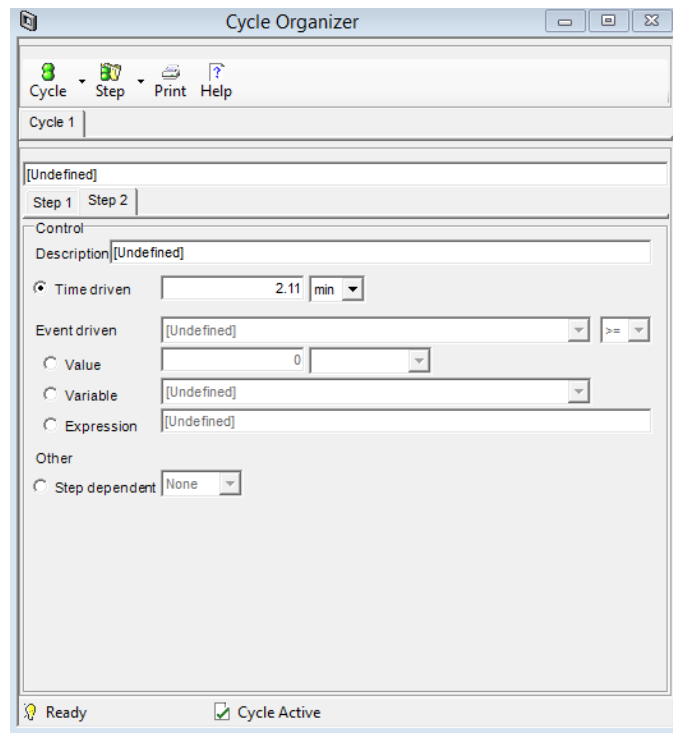 Cycle Organizer
Cycle Step Print Help
Cycle 1
[Undefined]
Step 1 Step 2
Control
Description [Undefined]
Time driven 2.11 min
Event driven [Undefined] >=
Value 0
Variable [Undefined]
Expression [Undefined]
Other
Step dependent None
Ready Cycle Active